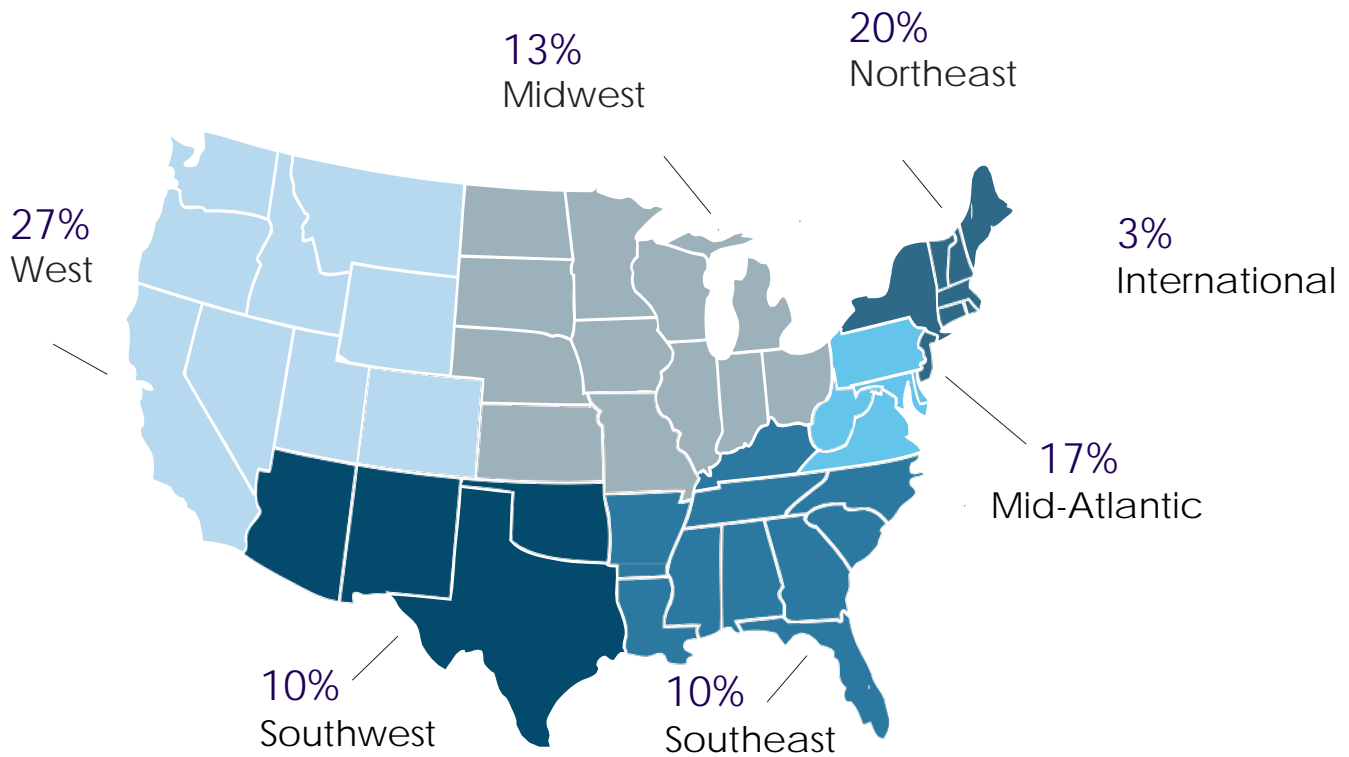 20%
Northeast
13%
Midwest
27%
West
3%
International
17%
Mid-Atlantic
10%
Southwest
10%
Southeast